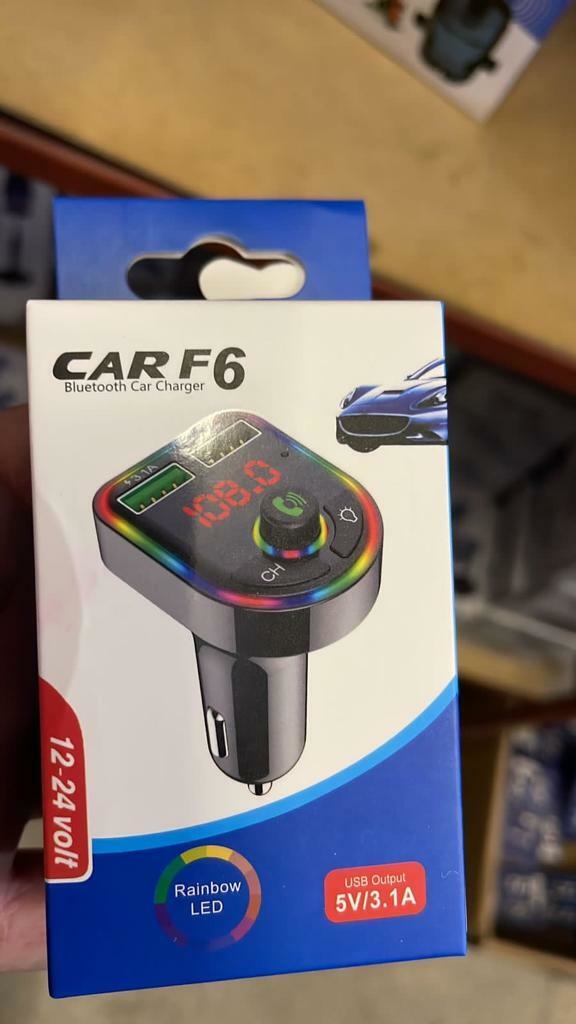 CAR F6
Bluetooth Car Charger
3.1A
108.0
CH
12-24 volt
Rainbow
LED
USB Output
5V/3.1A